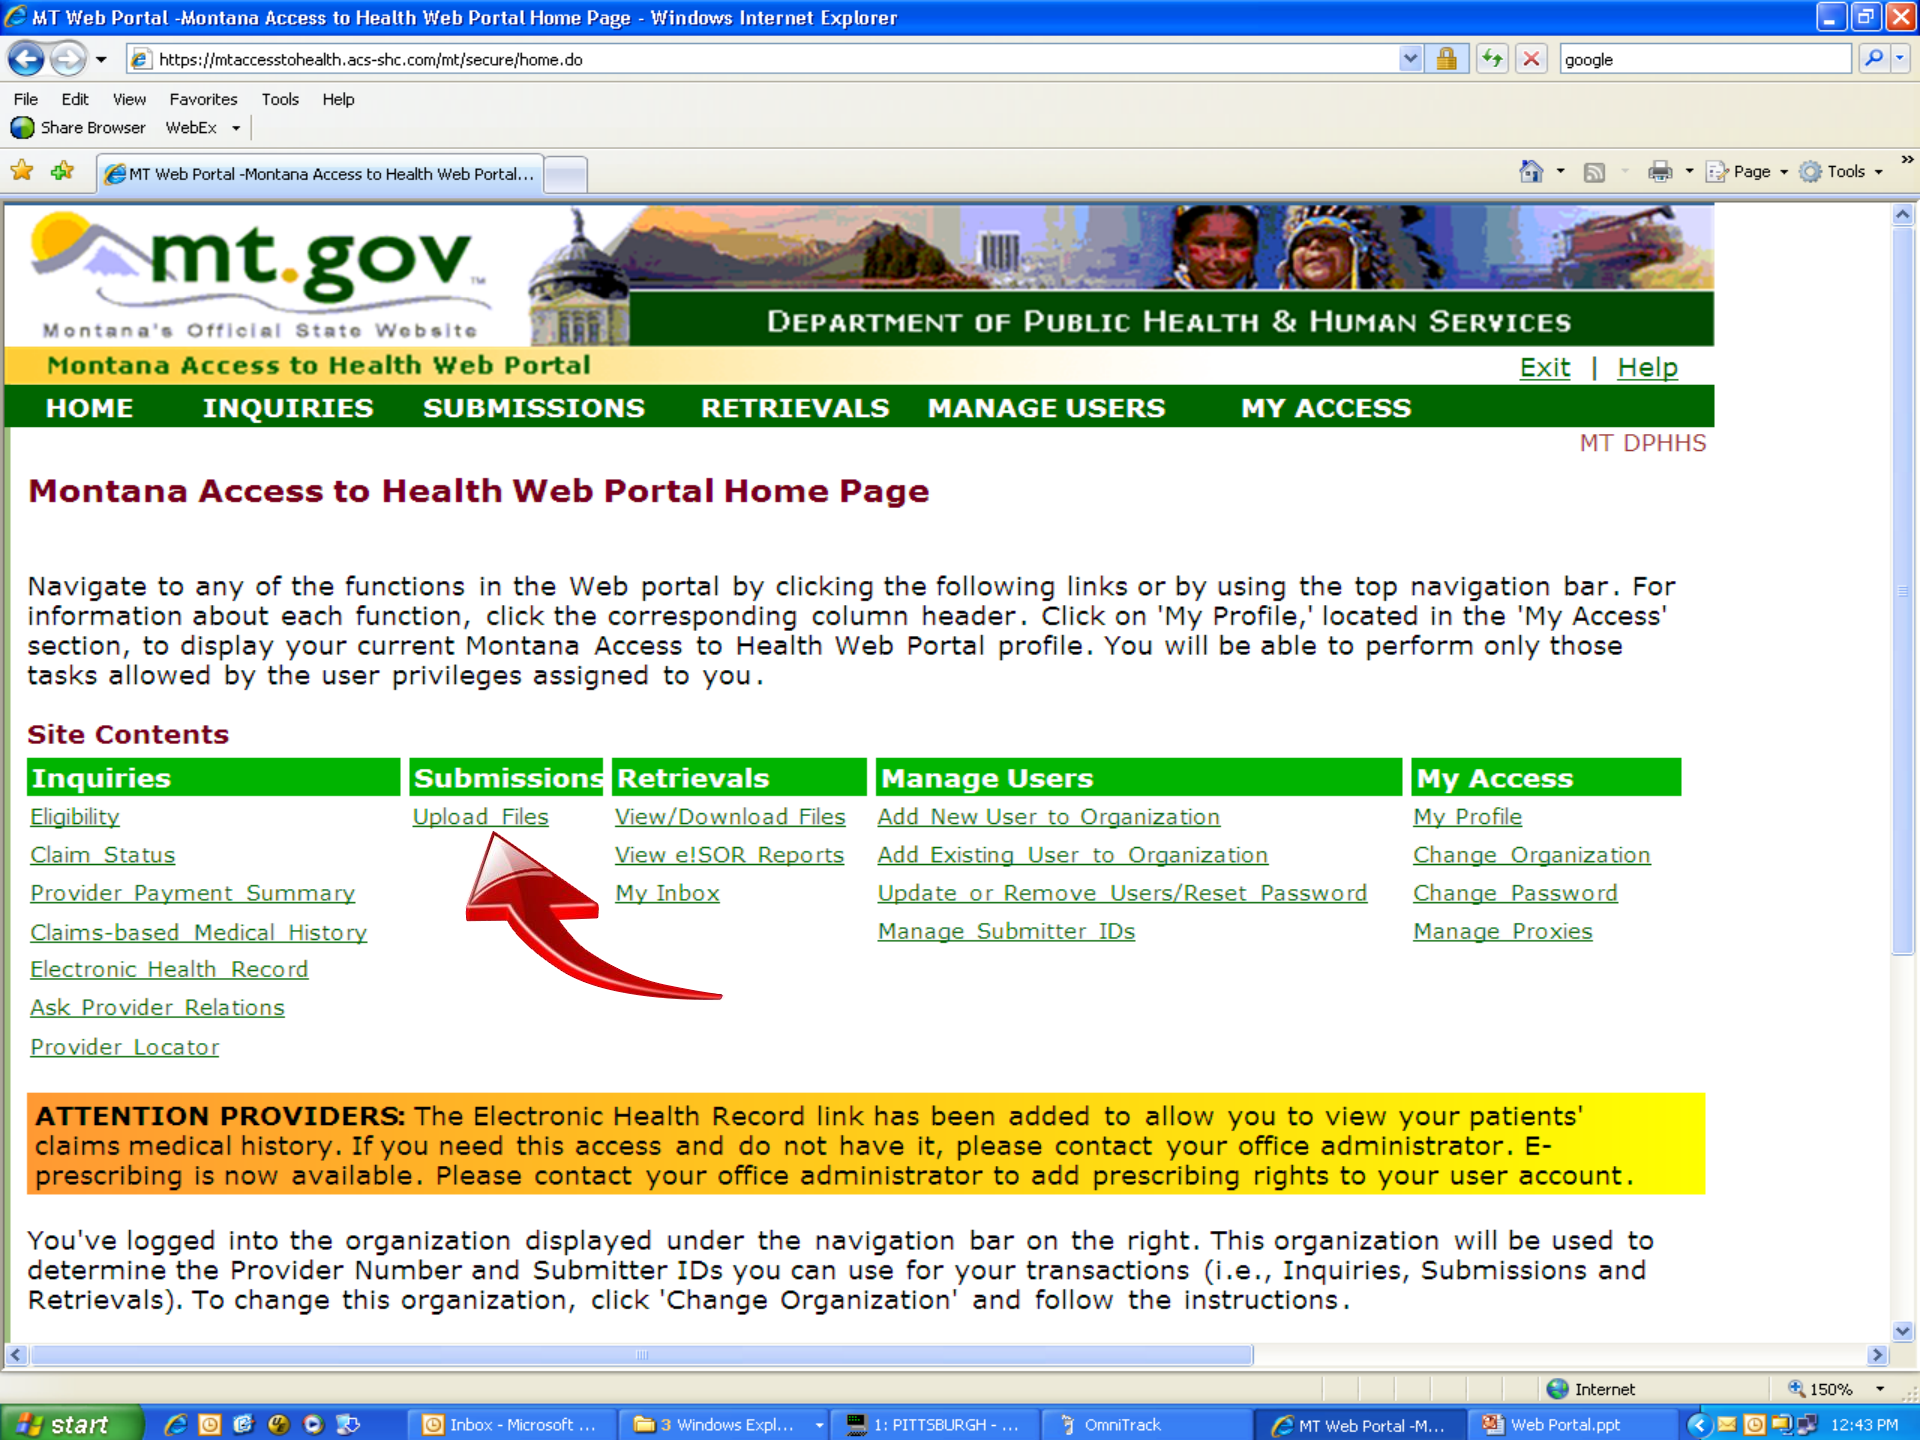 MT Web Portal -Montana Access to Health Web Portal Home Page - Windows Internet Explorer
https://mtaccesstohealth.acs-shc.com/mt/secure/home.do
google
File Edit View Favorites Tools Help
Share Browser WebEx
MT Web Portal -Montana Access to Health Web Portal...
Page Tools
mt.gov TM
Montana's Official State Website
DEPARTMENT OF PUBLIC HEALTH & HUMAN SERVICES
Montana Access to Health Web Portal
Exit | Help
HOME INQUIRIES SUBMISSIONS RETRIEVALS MANAGE USERS MY ACCESS
MT DPHHS
Montana Access to Health Web Portal Home Page
Navigate to any of the functions in the Web portal by clicking the following links or by using the top navigation bar. For
information about each function, click the corresponding column header. Click on 'My Profile,' located in the 'My Access'
section, to display your current Montana Access to Health Web Portal profile. You will be able to perform only those
tasks allowed by the user privileges assigned to you.
Site Contents
Inquiries Submissions Retrievals Manage Users My Access
Eligibility Upload Files View/Download Files Add New User to Organization My Profile
Claim Status View e!SOR Reports Add Existing User to Organization Change Organization
Provider Payment Summary My Inbox Update or Remove Users/Reset Password Change Password
Claims-based Medical History Manage Submitter IDs Manage Proxies
Electronic Health Record
Ask Provider Relations
Provider Locator
ATTENTION PROVIDERS: The Electronic Health Record link has been added to allow you to view your patients'
claims medical history. If you need this access and do not have it, please contact your office administrator. E-
prescribing is now available. Please contact your office administrator to add prescribing rights to your user account.
You've logged into the organization displayed under the navigation bar on the right. This organization will be used to
determine the Provider Number and Submitter IDs you can use for your transactions (i.e., Inquiries, Submissions and
Retrievals). To change this organization, click 'Change Organization' and follow the instructions.
Internet 150%
start Inbox - Microsoft ... 3 Windows Expl... 1: PITTSBURGH - ... OmniTrack MT Web Portal -M... Web Portal.ppt 12:43 PM